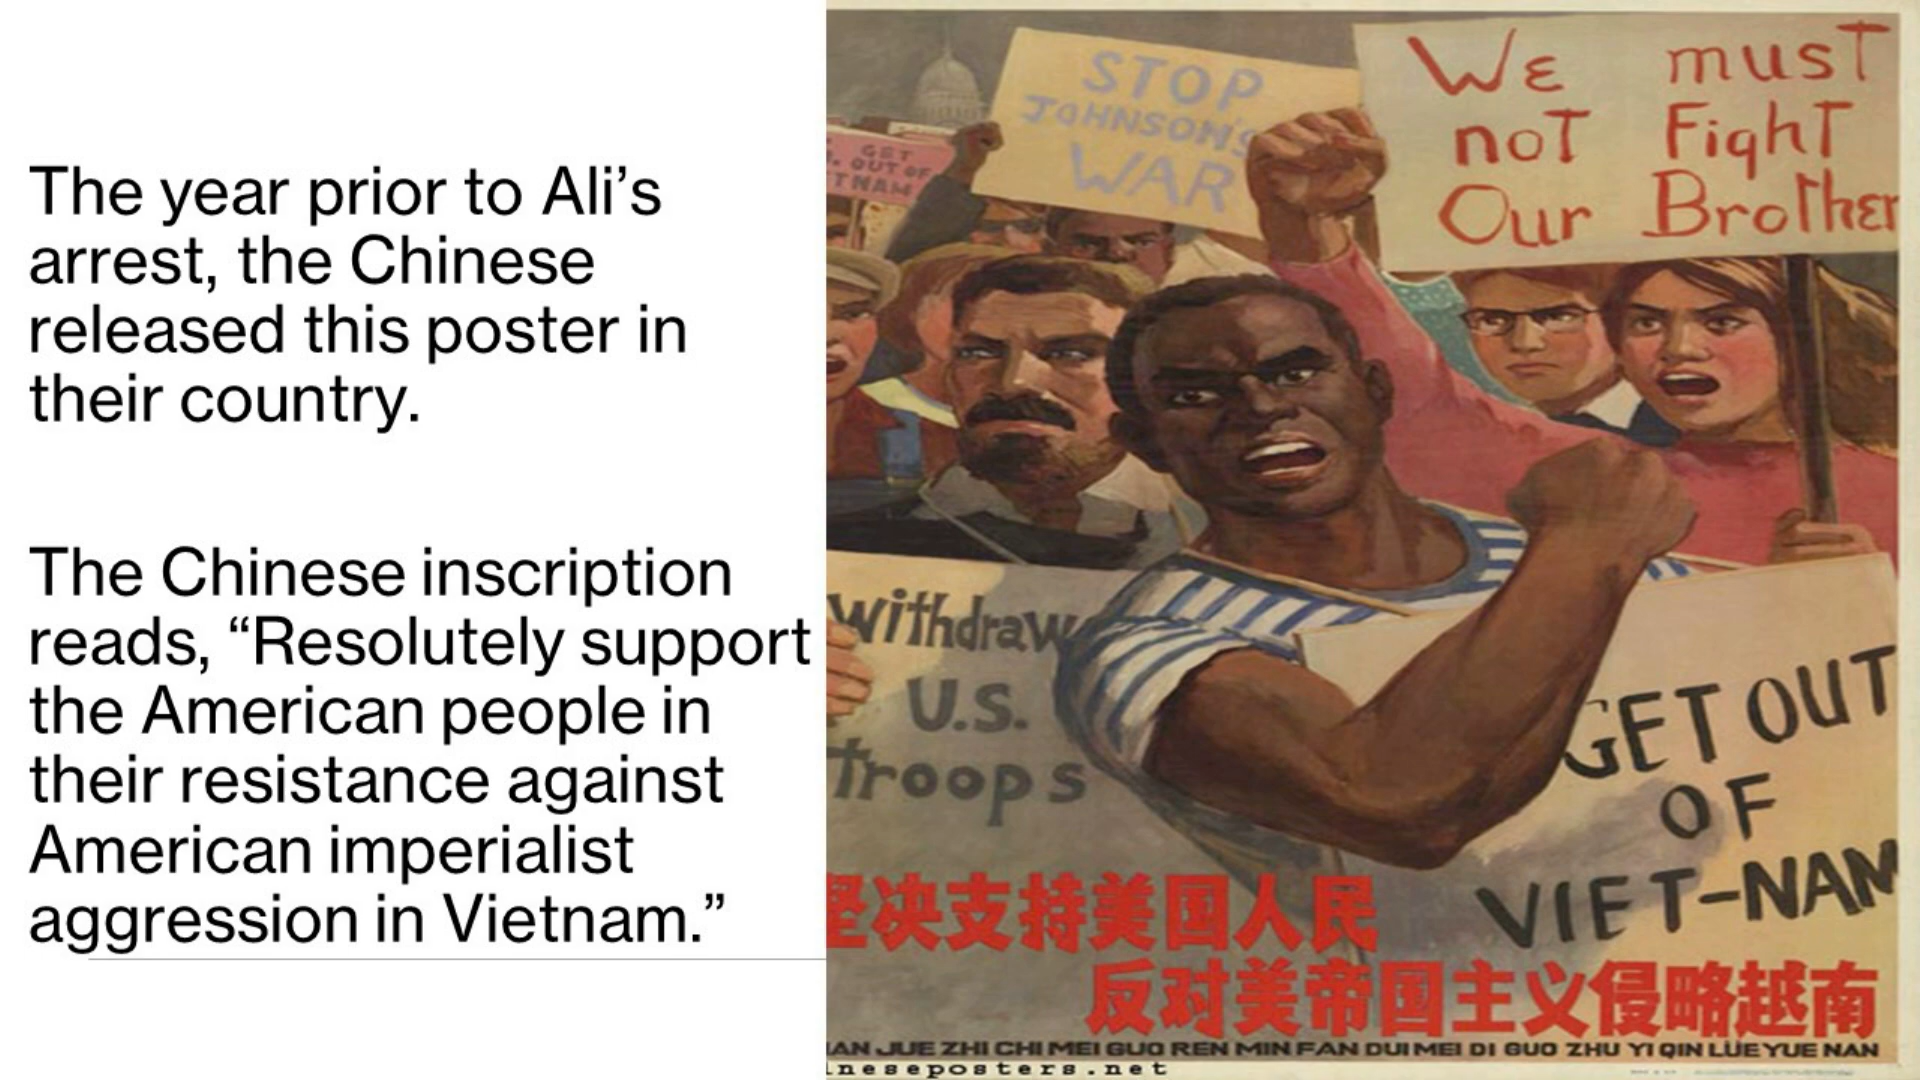 The year prior to Ali’s
arrest, the Chinese
released this poster in
their country.
The Chinese inscription
reads, “Resolutely support
the American people in
their resistance against
American imperialist
aggression in Vietnam.”
STOP
JOHNSON'S
WAR
We must
not Fight
Our Brother
GET
OUT OF
TNAM
Withdraw
U.S.
Troops
GET OUT
OF
VIET-NAM
坚决支持美国人民
反对美帝国主义侵略越南
IAN JUE ZHI CHI MEI GUO REN MIN FAN DUI MEI DI GUO ZHU YI QIN LÜE YUE NAN
ineseposters.net